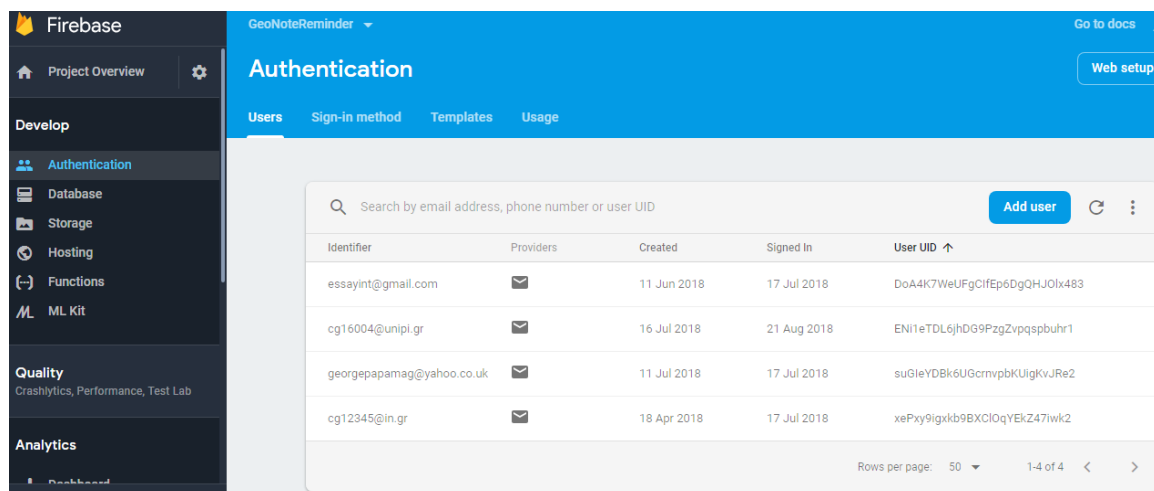 Firebase
Project Overview
Develop
Authentication
Database
Storage
Hosting
Functions
ML Kit
Quality
Crashlytics, Performance, Test Lab
Analytics
Dashboard
GeoNoteReminder
Go to docs
Authentication
Web setup
Users Sign-in method Templates Usage
Search by email address, phone number or user UID
Add user
Identifier Providers Created Signed In User UID
essayint@gmail.com 11 Jun 2018 17 Jul 2018 DoA4K7WeUFgCIfEp6DgQHJOlx483
cg16004@unipi.gr 16 Jul 2018 21 Aug 2018 ENi1eTDL6jhDG9PzgZvpqspbuhr1
georgepapamag@yahoo.co.uk 11 Jul 2018 17 Jul 2018 suGIeYDBk6UGcrnvpbKUigKvJRe2
cg12345@in.gr 18 Apr 2018 17 Jul 2018 xePxy9igxkb9BXClOqYEkZ47iwk2
Rows per page: 50 1-4 of 4